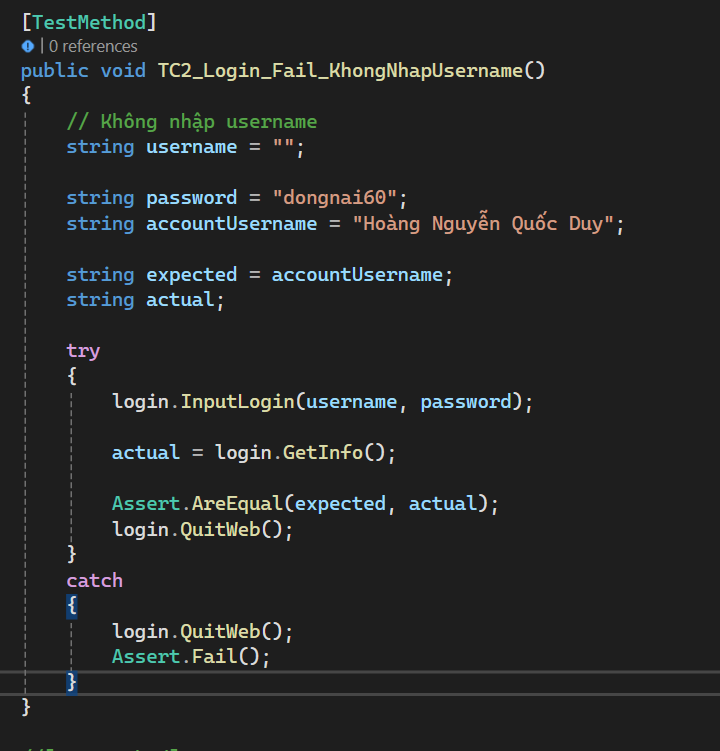 [TestMethod]
| 0 references
public void TC2_Login_Fail_KhongNhapUsername()
{
// Không nhập username
string username = "";
string password = "dongnai60";
string accountUsername = "Hoàng Nguyễn Quốc Duy";
string expected = accountUsername;
string actual;
try
{
login.InputLogin(username, password);
actual = login.GetInfo();
Assert.AreEqual(expected, actual);
login.QuitWeb();
}
catch
{
login.QuitWeb();
Assert.Fail();
}
}